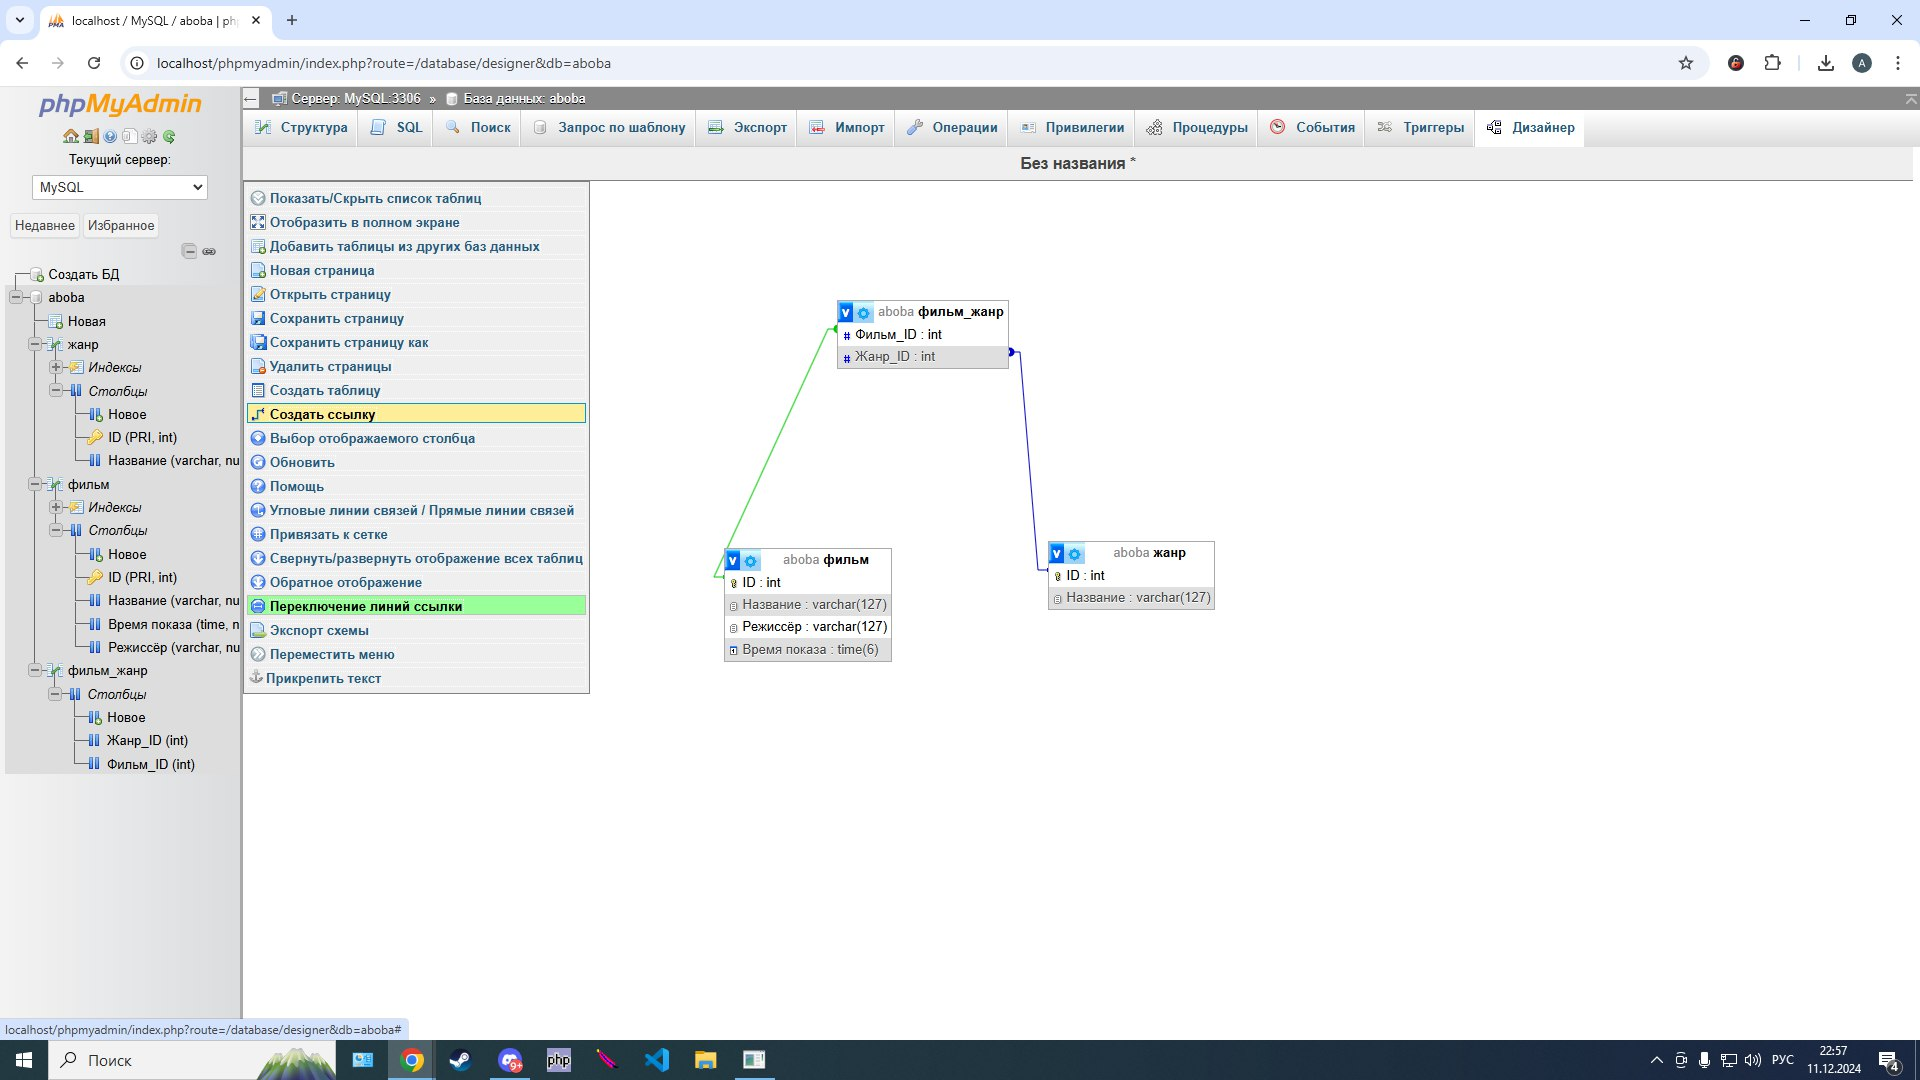 localhost / MySQL / aboba | ph
localhost/phpmyadmin/index.php?route=/database/designer&db=aboba
A
phpMyAdmin
Текущий сервер:
MySQL
Недавнее Избранное
Создать БД
aboba
Новая
жанр
Индексы
Столбцы
Новое
ID (PRI, int)
Название (varchar, nu
фильм
Индексы
Столбцы
Новое
ID (PRI, int)
Название (varchar, nu
Время показа (time, n
Режиссёр (varchar, nu
фильм_жанр
Столбцы
Новое
Жанр_ID (int)
Фильм_ID (int)
Сервер: MySQL:3306 » База данных: aboba
Структура SQL Поиск Запрос по шаблону Экспорт Импорт Операции Привилегии Процедуры События Триггеры Дизайнер
Без названия *
Показать/Скрыть список таблиц
Отобразить в полном экране
Добавить таблицы из других баз данных
Новая страница
Открыть страницу
Сохранить страницу
Сохранить страницу как
Удалить страницы
Создать таблицу
Создать ссылку
Выбор отображаемого столбца
Обновить
Помощь
Угловые линии связей / Прямые линии связей
Привязать к сетке
Свернуть/развернуть отображение всех таблиц
Обратное отображение
Переключение линий ссылки
Экспорт схемы
Переместить меню
Прикрепить текст
v aboba фильм_жанр
# Фильм_ID : int
# Жанр_ID : int
v aboba фильм
ID : int
Название : varchar(127)
Режиссёр : varchar(127)
Время показа : time(6)
v aboba жанр
ID : int
Название : varchar(127)
localhost/phpmyadmin/index.php?route=/database/designer&db=aboba#
Поиск
9+
php
РУС
22:57
11.12.2024
4